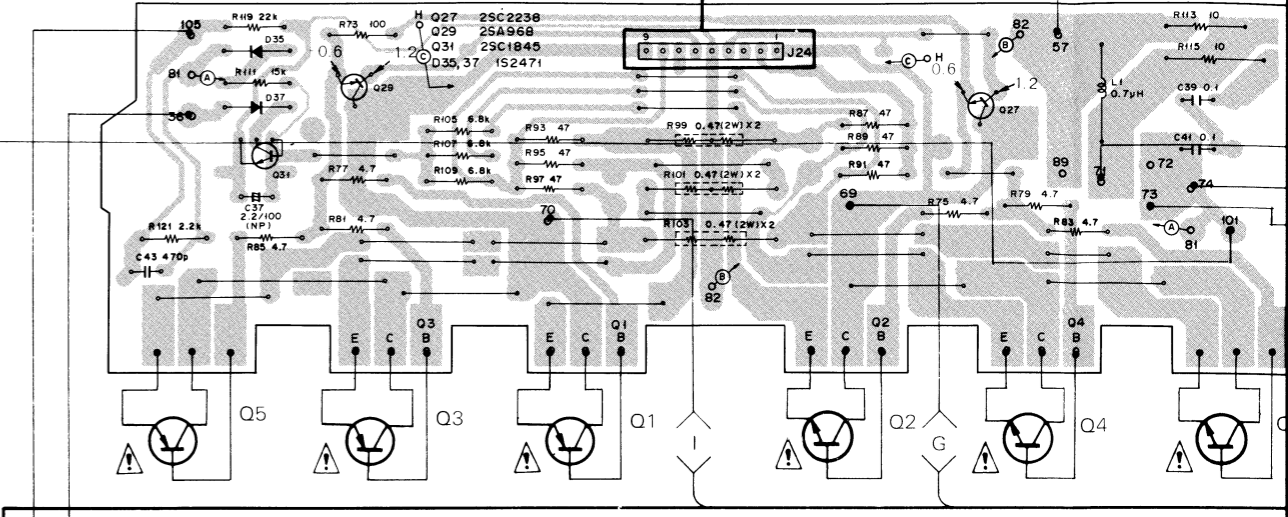 105
R119 22k
D35
81
A
R111 15k
D37
36
Q31
C37
2.2/100
(NP)
R121 2.2k
R85 4.7
C43 470p
R73 100
0.6
1.2
Q29
H
C
Q27 2SC2238
Q29 2SA968
Q31 2SC1845
D35,37 1S2471
R105 6.8k
R107 6.8k
R109 6.8k
R77 4.7
R81 4.7
R93 47
R95 47
R97 47
70
9
1
J24
R99 0.47(2W)X2
R101 0.47(2W)X2
R103 0.47(2W)X2
B
82
R87 47
R89 47
R91 47
69
C
H
0.6
82
B
57
1.2
Q27
L1
0.7μH
R113 10
R115 10
C39 0.1
C41 0.1
89
71
72
74
73
R75 4.7
R79 4.7
R83 4.7
A
81
101
Q3
E C B
Q1
E C B
Q2
E C B
Q4
E C B
Q5
Q3
Q1
I
Q2
G
Q4
!
!
!
!
!
!